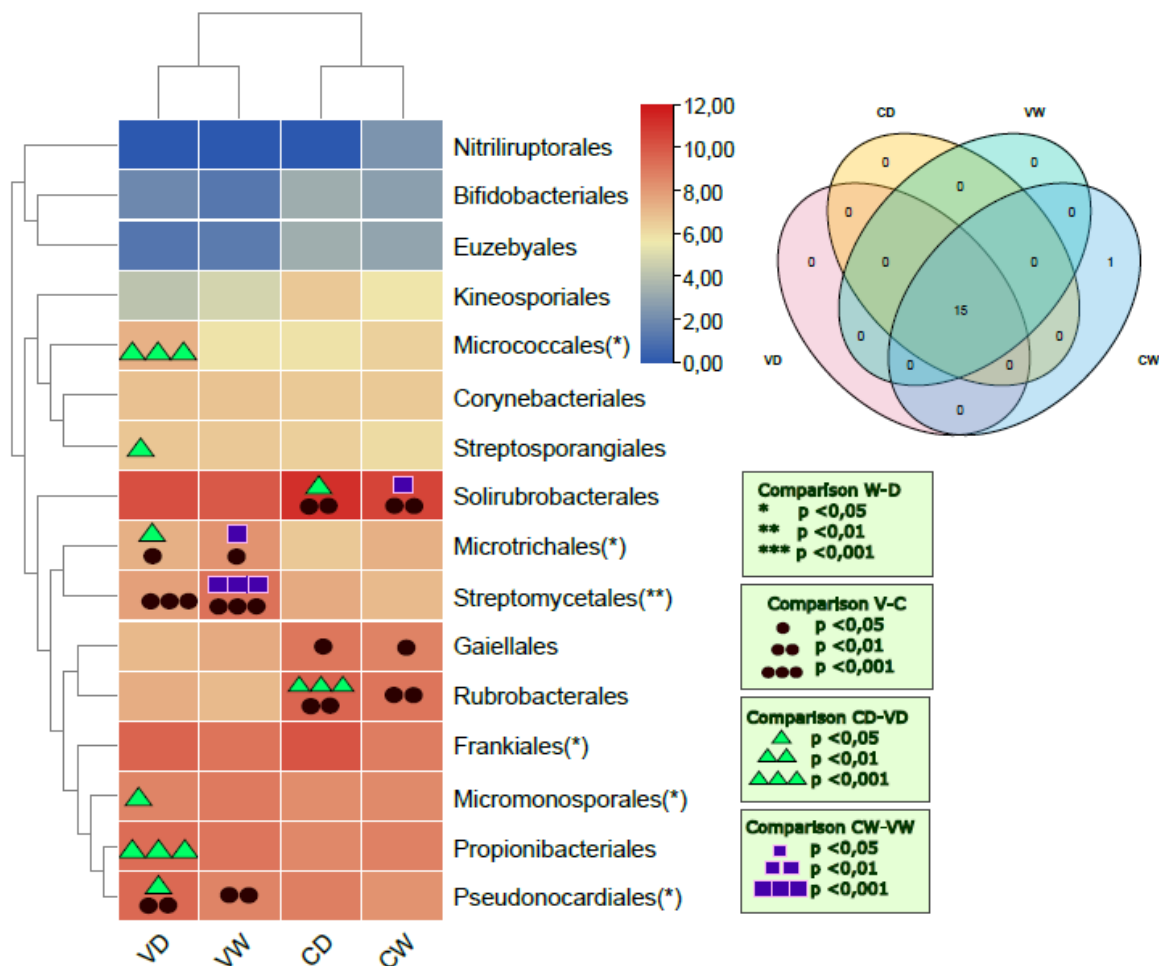 12,00
10,00
8,00
6,00
4,00
2,00
0,00
Nitriliruptorales
Bifidobacteriales
Euzebyales
Kineosporiales
Micrococcales(*)
Corynebacteriales
Streptosporangiales
Solirubrobacterales
Microtrichales(*)
Streptomycetales(**)
Gaiellales
Rubrobacterales
Frankiales(*)
Micromonosporales(*)
Propionibacteriales
Pseudonocardiales(*)
VD VW CD CW
CD VW
0 0
0
0 0
0 0 0 1
15
0 0
0 0
VD CW
0
Comparison W-D
* p <0,05
** p <0,01
*** p <0,001
Comparison V-C
p <0,05
p <0,01
p <0,001
Comparison CD-VD
p <0,05
p <0,01
p <0,001
Comparison CW-VW
p <0,05
p <0,01
p <0,001